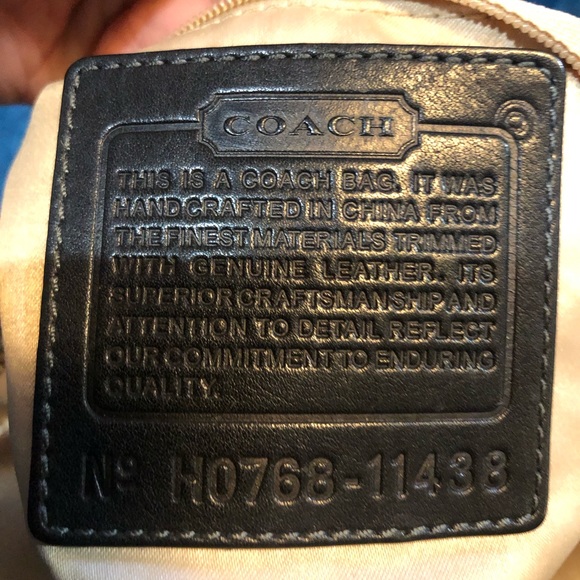 COACH
THIS IS A COACH BAG. IT WAS
HANDCRAFTED IN CHINA FROM
THE FINEST MATERIALS TRIMMED
WITH GENUINE LEATHER. ITS
SUPERIOR CRAFTSMANSHIP AND
ATTENTION TO DETAIL REFLECT
OUR COMMITMENT TO ENDURING
QUALITY.
Nº H0768-11438